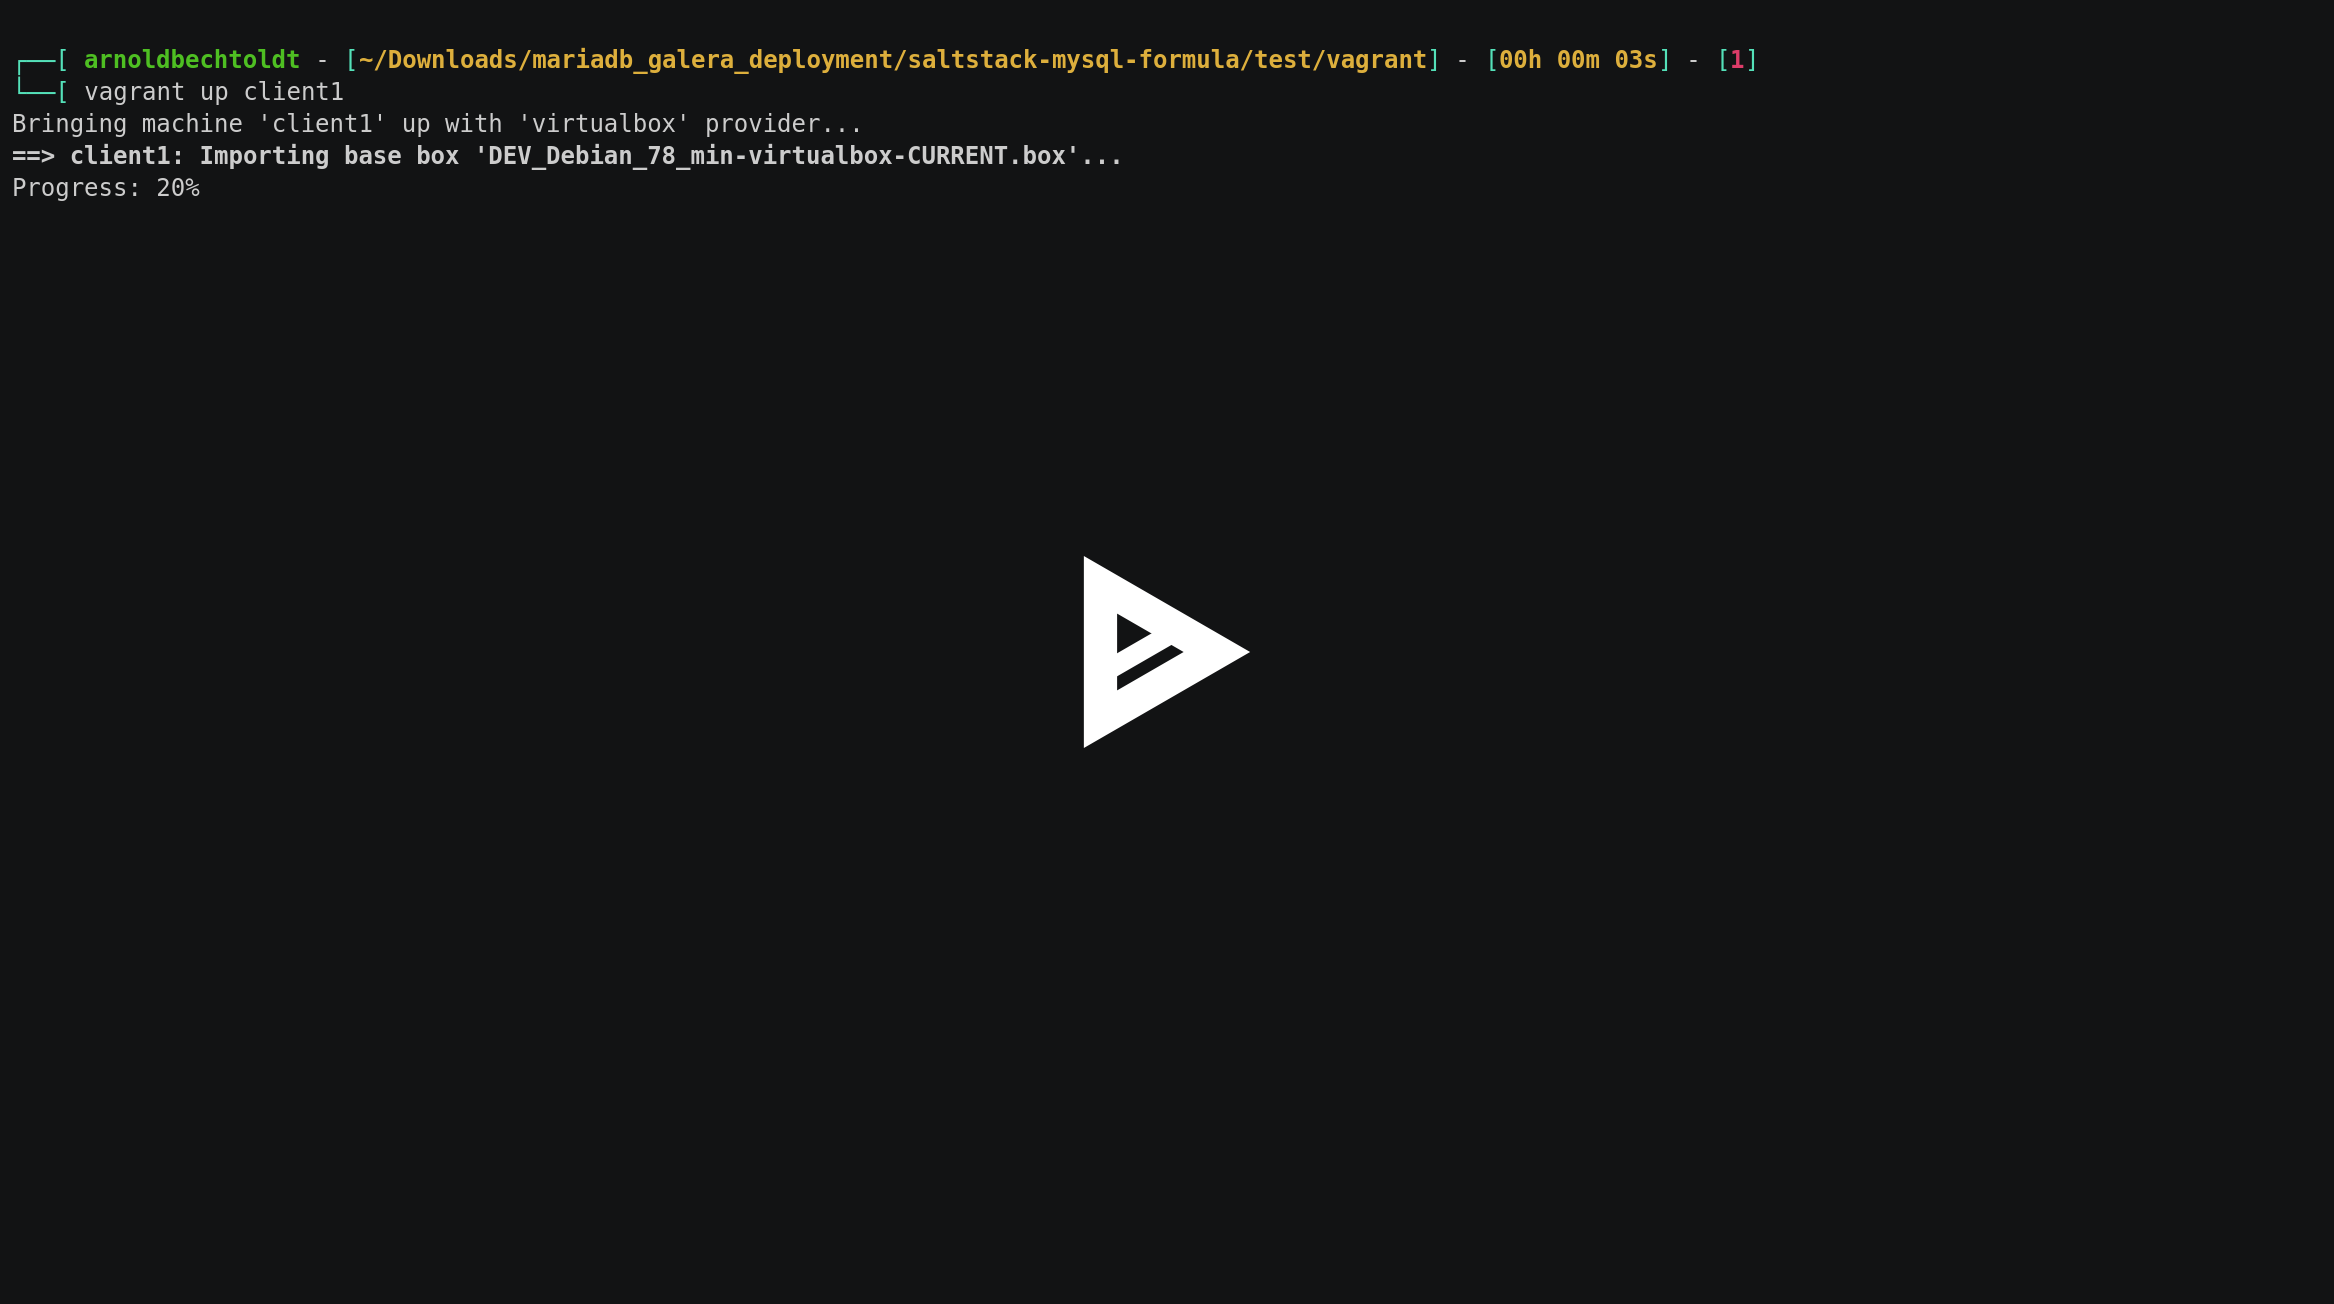 ┌──[ arnoldbechtoldt - [~/Downloads/mariadb_galera_deployment/saltstack-mysql-formula/test/vagrant] - [00h 00m 03s] - [1]
└──[ vagrant up client1
Bringing machine 'client1' up with 'virtualbox' provider...
==> client1: Importing base box 'DEV_Debian_78_min-virtualbox-CURRENT.box'...
Progress: 20%